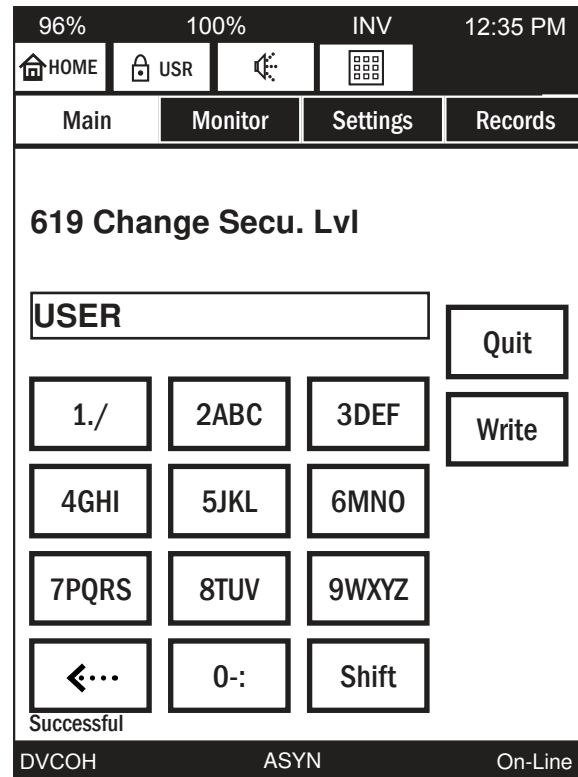 96% 100% INV 12:35 PM
HOME USR
Main Monitor Settings Records
619 Change Secu. Lvl
USER
Quit
1./ 2ABC 3DEF
Write
4GHI 5JKL 6MNO
7PQRS 8TUV 9WXYZ
0-: Shift
Successful
DVCOH ASYN On-Line